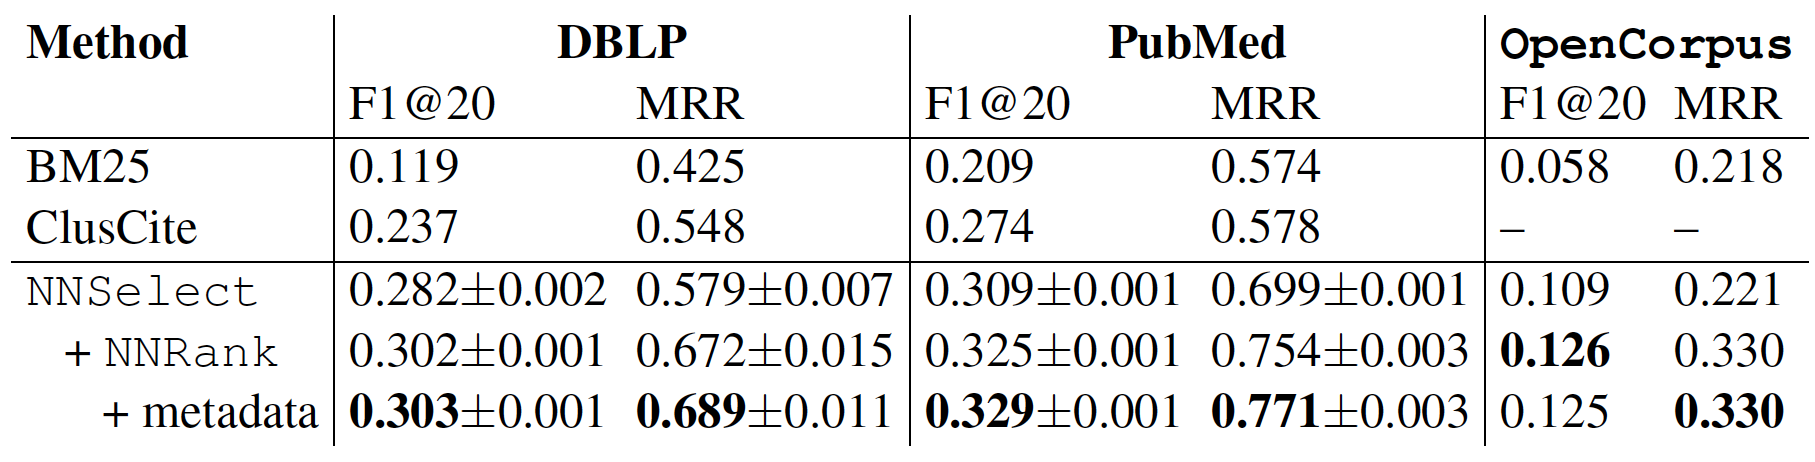 Method DBLP PubMed OpenCorpus
F1@20 MRR F1@20 MRR F1@20 MRR
BM25 0.119 0.425 0.209 0.574 0.058 0.218
ClusCite 0.237 0.548 0.274 0.578 – –
NNSelect 0.282±0.002 0.579±0.007 0.309±0.001 0.699±0.001 0.109 0.221
+ NNRank 0.302±0.001 0.672±0.015 0.325±0.001 0.754±0.003 0.126 0.330
+ metadata 0.303±0.001 0.689±0.011 0.329±0.001 0.771±0.003 0.125 0.330